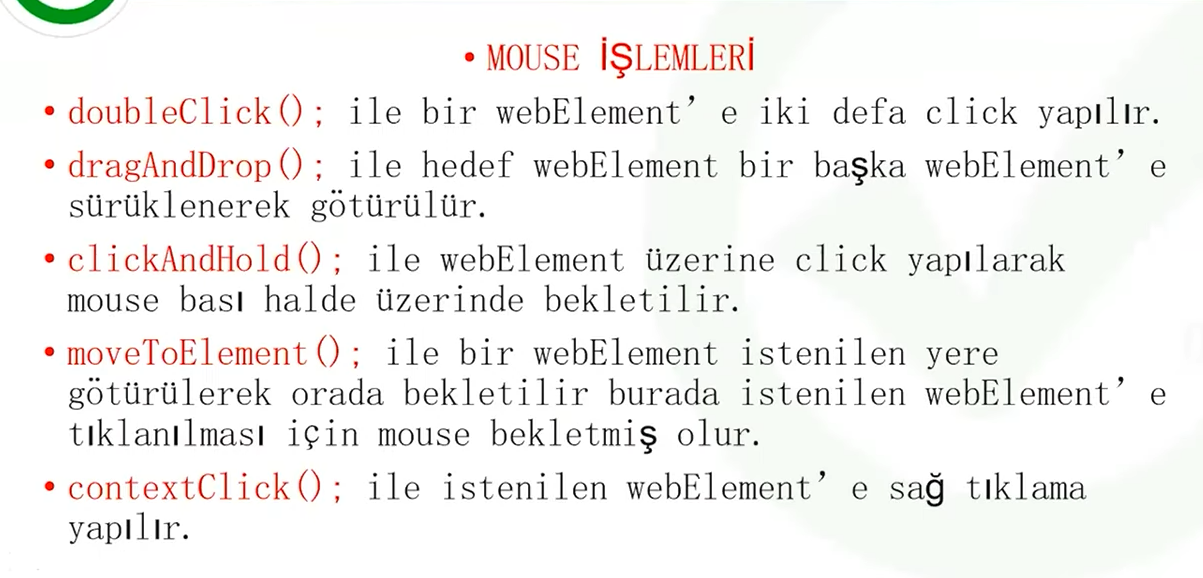 • MOUSE İŞLEMLERİ
• doubleClick(); ile bir webElement’ e iki defa click yapılır.
• dragAndDrop(); ile hedef webElement bir başka webElement’ e
sürüklenerek götürülür.
• clickAndHold(); ile webElement üzerine click yapılarak
mouse bası halde üzerinde bekletilir.
• moveToElement(); ile bir webElement istenilen yere
götürülerek orada bekletilir burada istenilen webElement’ e
tıklanılması için mouse bekletmiş olur.
• contextClick(); ile istenilen webElement’ e sağ tıklama
yapılır.